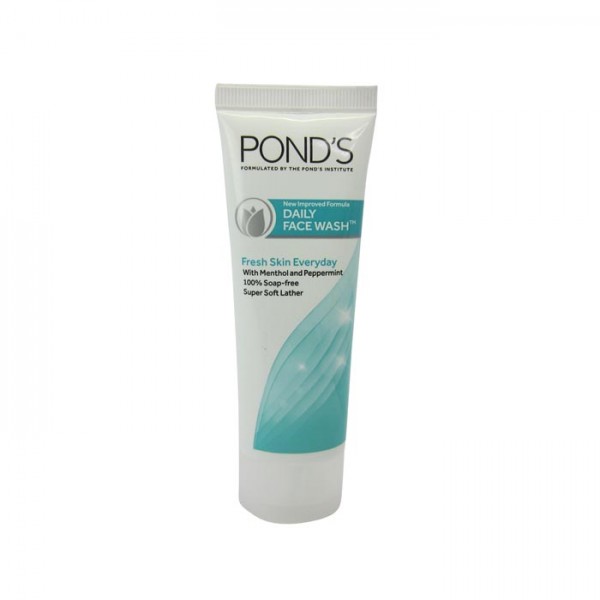 POND'S
FORMULATED BY THE POND'S INSTITUTE
New Improved Formula
DAILY
FACE WASH™
Fresh Skin Everyday
With Menthol and Peppermint
100% Soap-free
Super Soft Lather